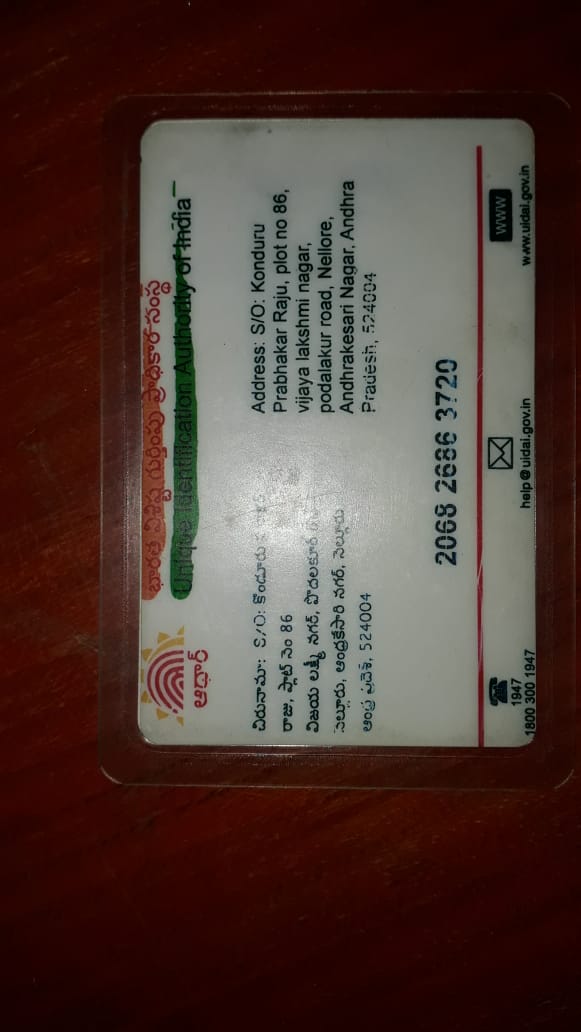 భారత విశిష్ట గుర్తింపు ప్రాధికార సంస్థ
Unique Identification Authority of India
ఆధార్
చిరునామా: S/O: కొండూరు
రాజు, ప్లాట్ నెం 86
విజయ లక్ష్మి నగర్, పొదలకూర్
నెల్లూరు, ఆంధ్రకేసరి నగర్, నెల్లూరు
ఆంధ్ర ప్రదేశ్, 524004
Address: S/O: Konduru
Prabhakar Raju, plot no 86,
vijaya lakshmi nagar,
podalakur road, Nellore,
Andhrakesari Nagar, Andhra
Pradesh, 524004
2068 2686 3720
1947
1800 300 1947
help@uidai.gov.in
WWW
www.uidai.gov.in